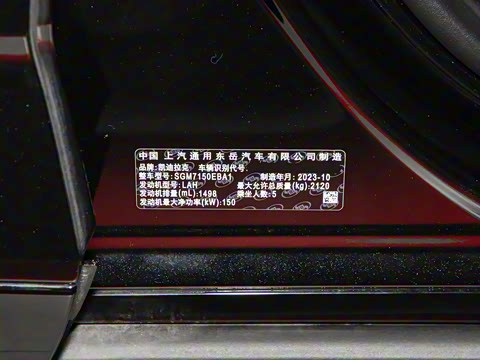 中国 上汽通用东岳汽车有限公司制造
品牌:凯迪拉克 车辆识别代号:
整车型号:SGM7150EBA1 制造年月:2023-10
发动机型号:LAH 最大允许总质量(kg):2120
发动机排量(mL):1498 乘坐人数:5
发动机最大净功率(kW):150